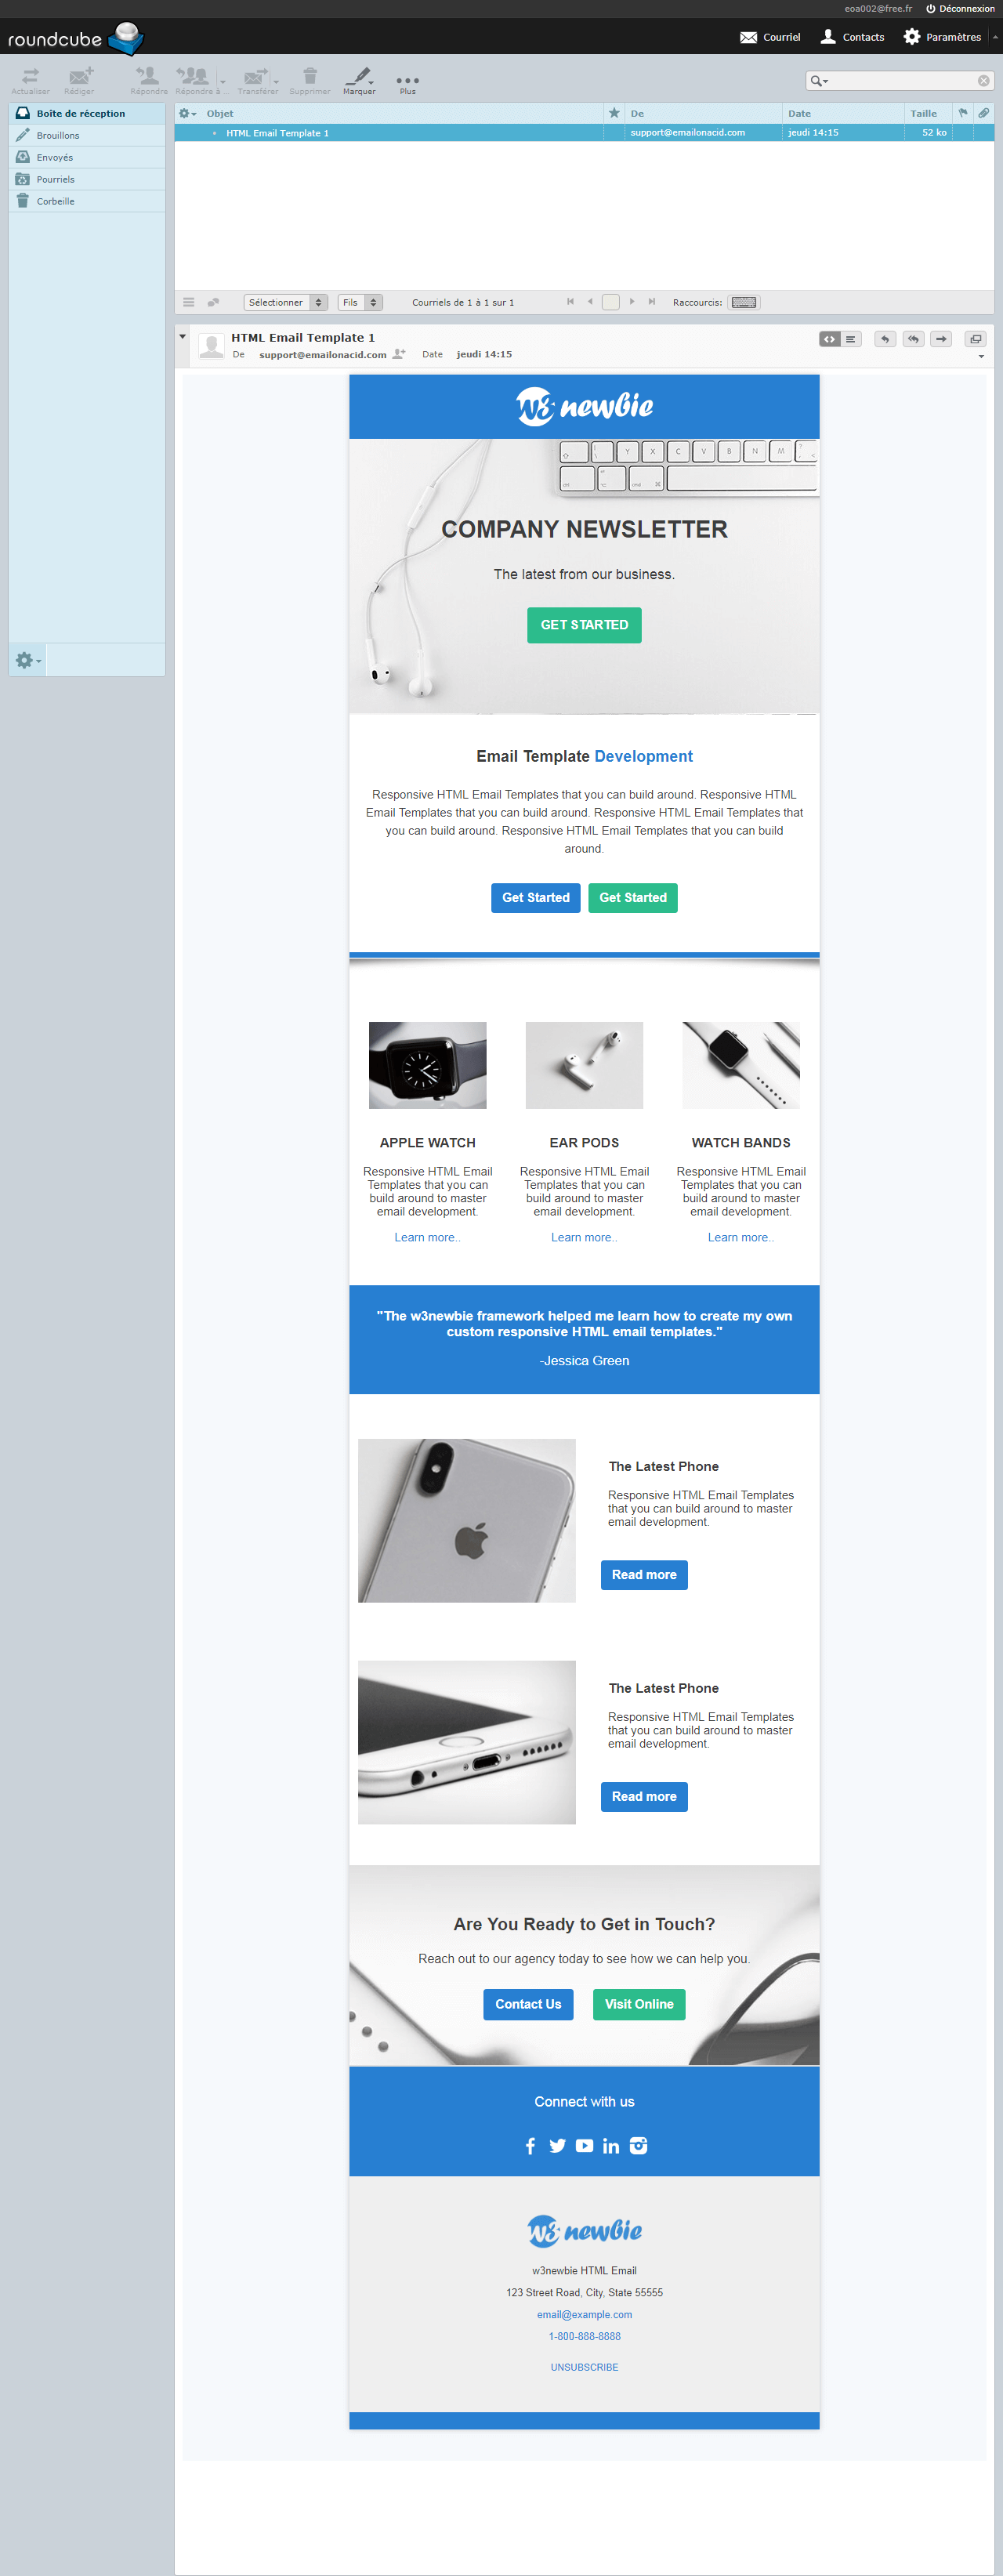 eoa002@free.fr Déconnexion
roundcube
Courriel Contacts Paramètres
Actualiser Rédiger Répondre Répondre à .. Transférer Supprimer Marquer Plus
Boîte de réception
Brouillons
Envoyés
Pourriels
Corbeille
Objet De Date Taille
HTML Email Template 1 support@emailonacid.com jeudi 14:15 52 ko
Sélectionner Fils Courriels de 1 à 1 sur 1 Raccourcis:
HTML Email Template 1
De support@emailonacid.com Date jeudi 14:15
w3 newbie
Y X C V B N M
alt cmd
COMPANY NEWSLETTER
The latest from our business.
GET STARTED
Email Template Development
Responsive HTML Email Templates that you can build around. Responsive HTML
Email Templates that you can build around. Responsive HTML Email Templates that
you can build around. Responsive HTML Email Templates that you can build
around.
Get Started Get Started
APPLE WATCH
Responsive HTML Email
Templates that you can
build around to master
email development.
Learn more..
EAR PODS
Responsive HTML Email
Templates that you can
build around to master
email development.
Learn more..
WATCH BANDS
Responsive HTML Email
Templates that you can
build around to master
email development.
Learn more..
"The w3newbie framework helped me learn how to create my own
custom responsive HTML email templates."
-Jessica Green
The Latest Phone
Responsive HTML Email Templates
that you can build around to master
email development.
Read more
The Latest Phone
Responsive HTML Email Templates
that you can build around to master
email development.
Read more
Are You Ready to Get in Touch?
Reach out to our agency today to see how we can help you.
Contact Us Visit Online
Connect with us
w3 newbie
w3newbie HTML Email
123 Street Road, City, State 55555
email@example.com
1-800-888-8888
UNSUBSCRIBE